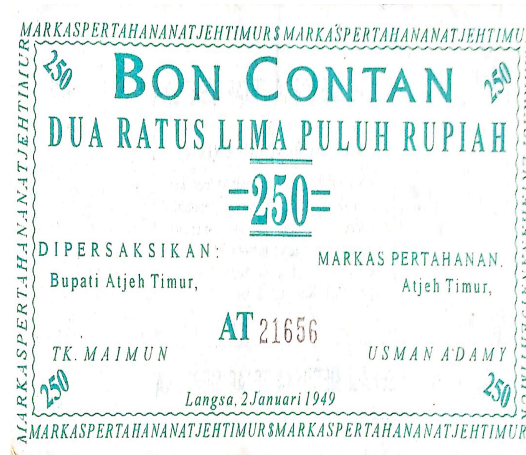 MARKASPERTAHANANATJEHTIMUR$MARKASPERTAHANANATJEHTIMU
MARKASPERTAHANANATJEHTIMUR
250
250
BON CONTAN
DUA RATUS LIMA PULUH RUPIAH
=250=
DIPERSAKSIKAN:
MARKAS PERTAHANAN.
Bupati Atjeh Timur,
Atjeh Timur,
AT 21656
TK. MAIMUN
USMAN ADAMY
250
250
Langsa, 2 Januari 1949
MARKASPERTAHANANATJEHTIMUR$MARKASPERTAHANANATJEHTIMUR